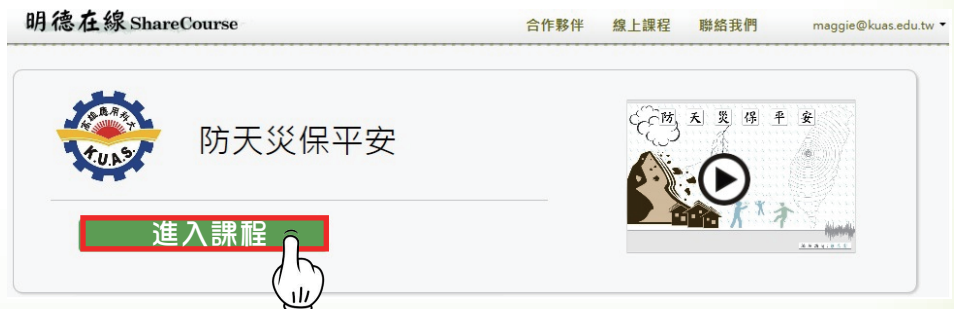 明德在線 ShareCourse
合作夥伴 線上課程 聯絡我們 maggie@kuas.edu.tw
高雄應用科大
K.U.A.S.
防天災保平安
進入課程
防天災保平安